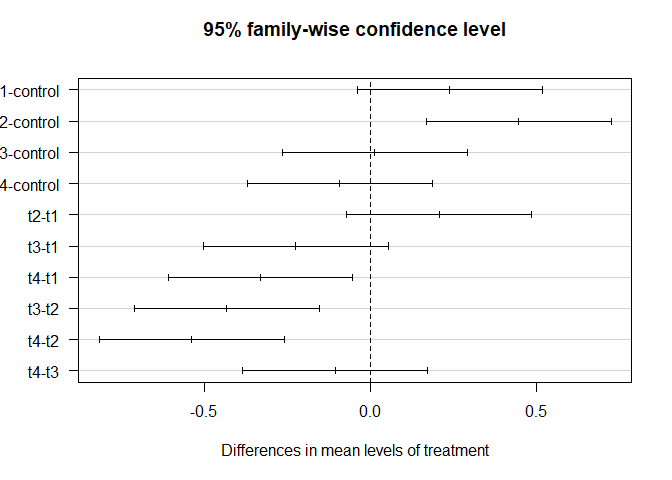 95% family-wise confidence level
1-control
2-control
3-control
4-control
t2-t1
t3-t1
t4-t1
t3-t2
t4-t2
t4-t3
-0.5 0.0 0.5
Differences in mean levels of treatment